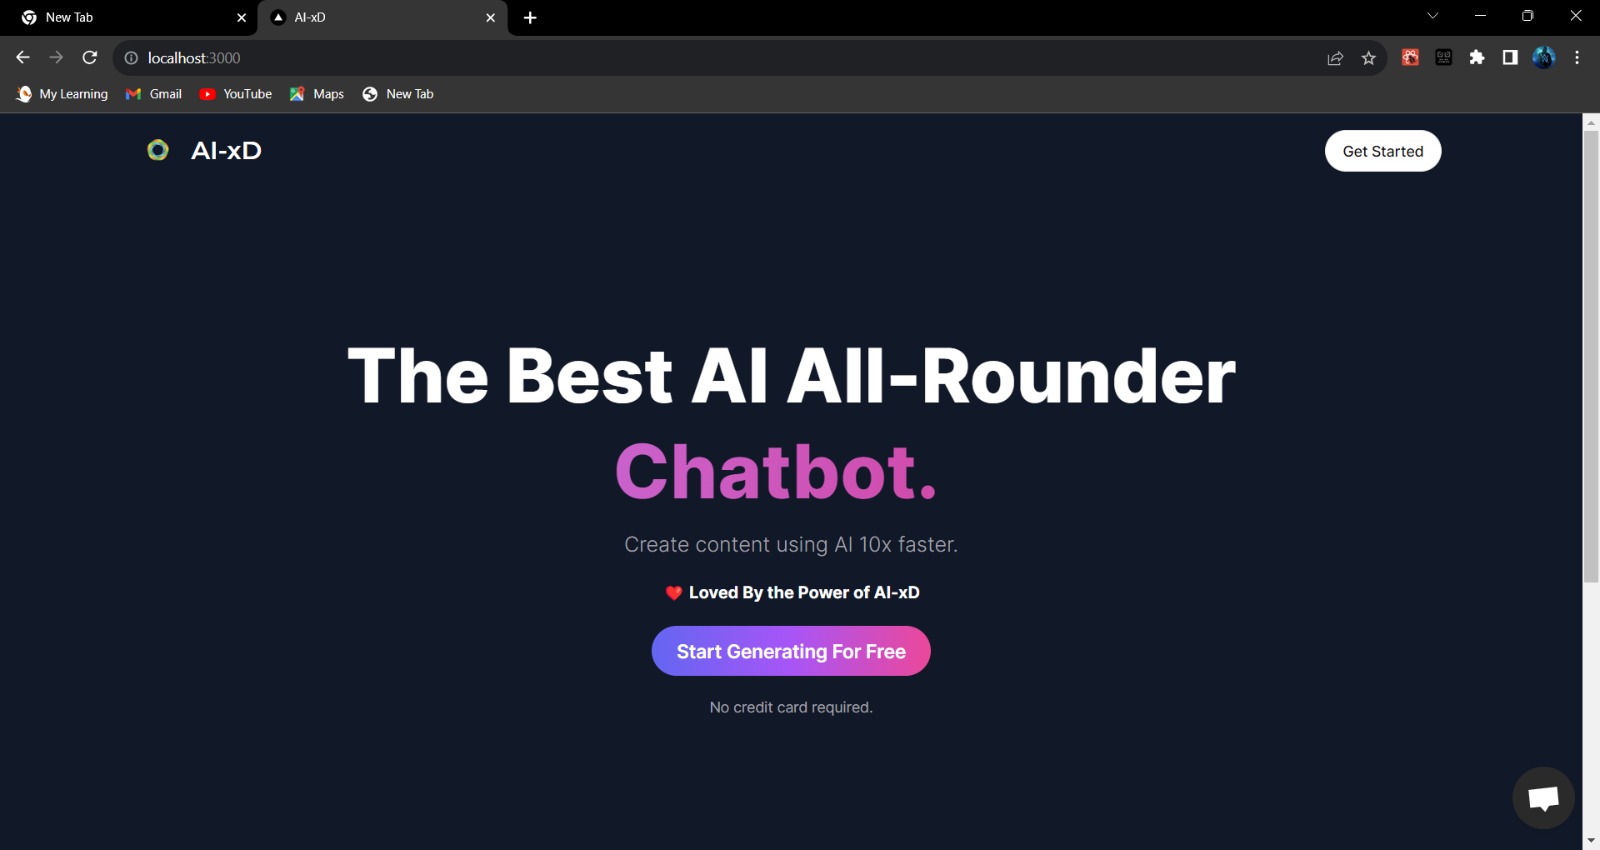 New Tab
AI-xD
localhost:3000
My Learning
Gmail
YouTube
Maps
New Tab
AI-xD
Get Started
The Best AI All-Rounder
Chatbot.
Create content using AI 10x faster.
❤️ Loved By the Power of AI-xD
Start Generating For Free
No credit card required.